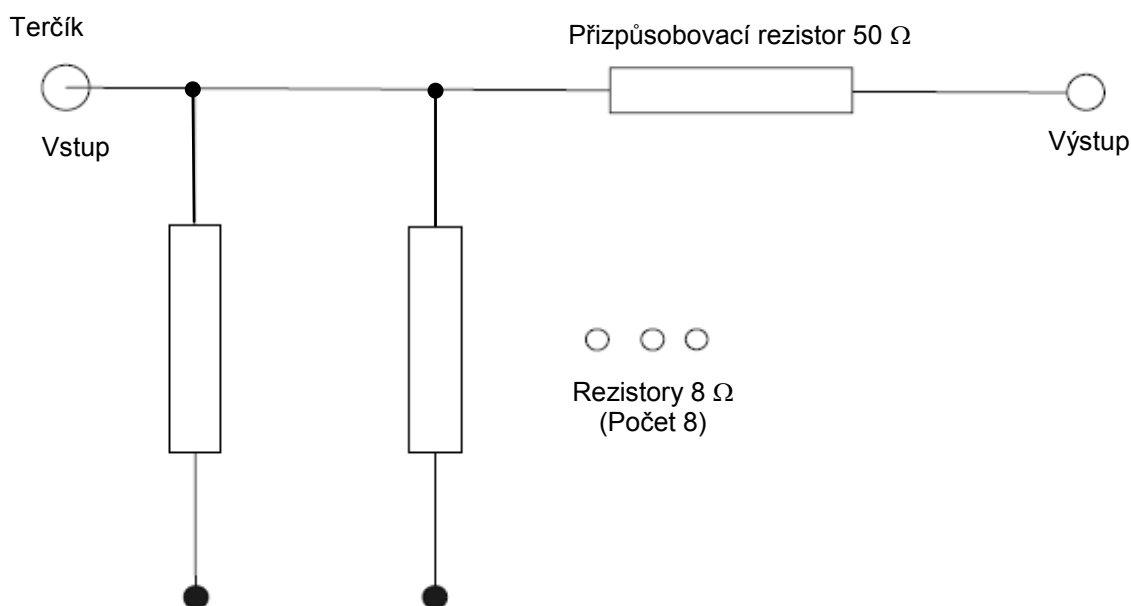 Terčík
Přizpůsobovací rezistor 50 Ω
Vstup
Výstup
Rezistory 8 Ω
(Počet 8)